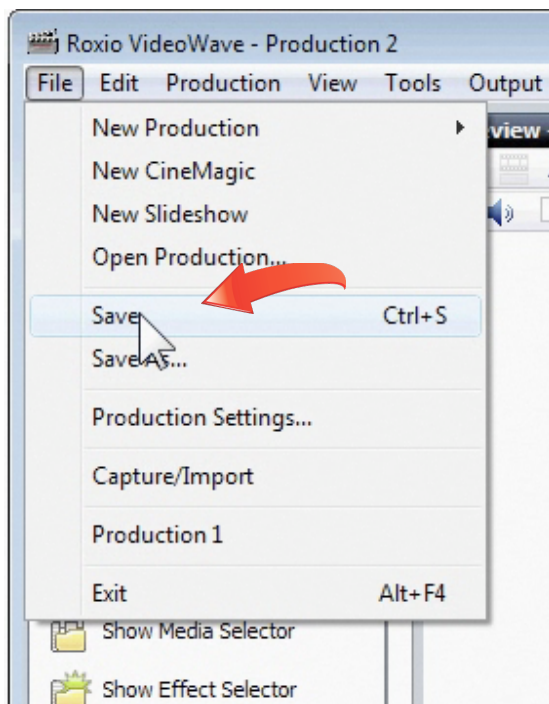 Roxio VideoWave - Production 2
File Edit Production View Tools Output
New Production
view
New CineMagic
New Slideshow
Open Production...
Save Ctrl+S
Save As...
Production Settings...
Capture/Import
Production 1
Exit Alt+F4
Show Media Selector
Show Effect Selector